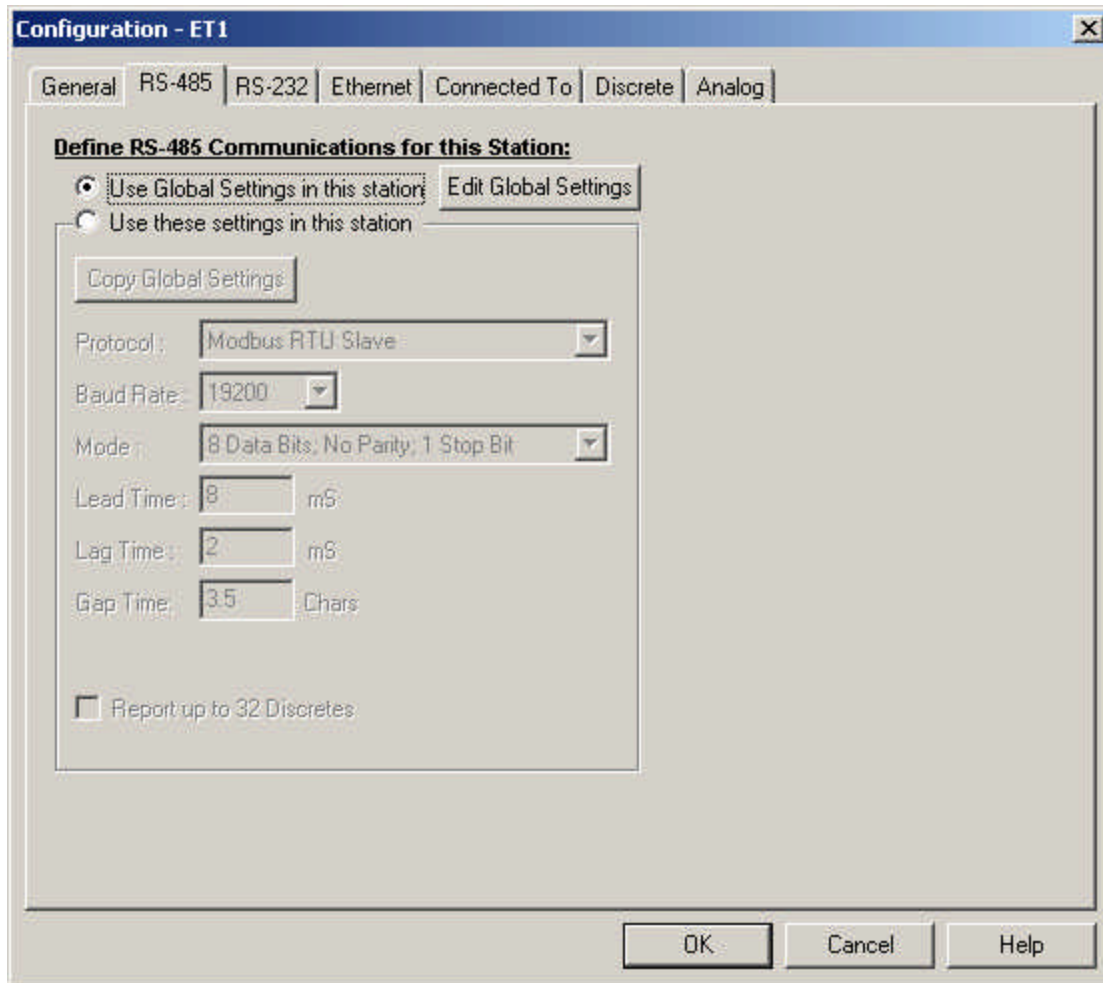 Configuration - ET1
General RS-485 RS-232 Ethernet Connected To Discrete Analog
Define RS-485 Communications for this Station:
Use Global Settings in this station Edit Global Settings
Use these settings in this station
Copy Global Settings
Protocol : Modbus RTU Slave
Baud Rate : 19200
Mode : 8 Data Bits, No Parity, 1 Stop Bit
Lead Time : 8 mS
Lag Time : 2 mS
Gap Time: 3.5 Chars
Report up to 32 Discretes
OK Cancel Help